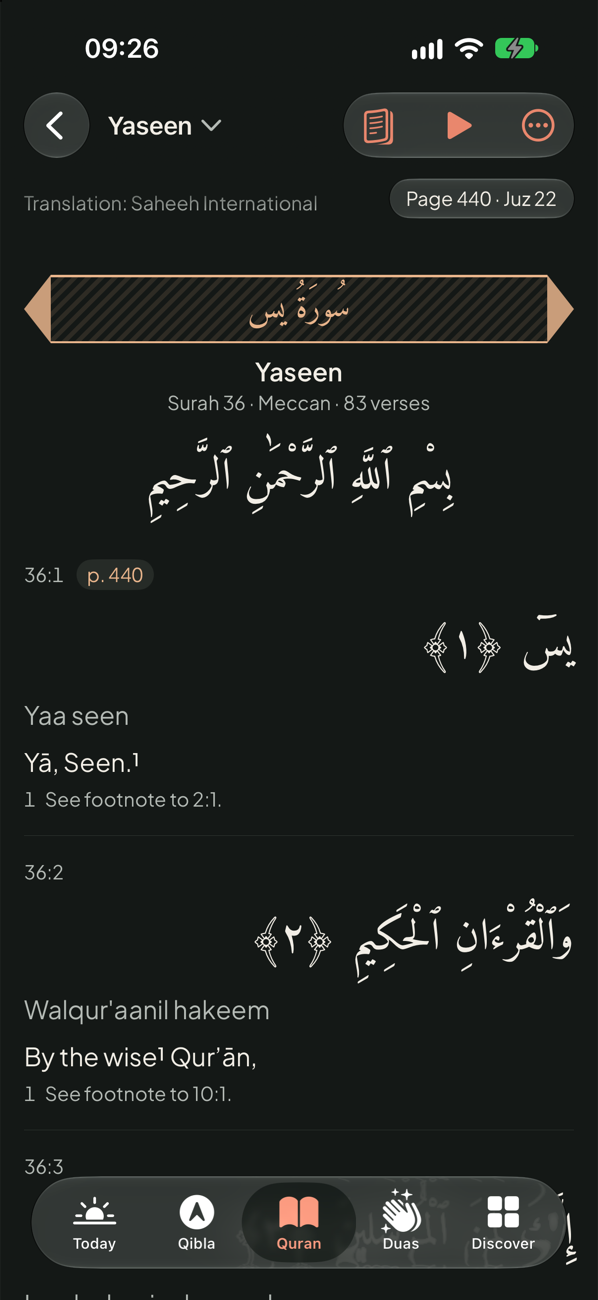 09:26
Yaseen
Translation: Saheeh International
Page 440 · Juz 22
سُورَةُ يس
Yaseen
Surah 36 · Meccan · 83 verses
بِسْمِ ٱللَّهِ ٱلرَّحْمَٰنِ ٱلرَّحِيمِ
36:1 p. 440
يسٓ ﴿١﴾
Yaa seen
Yā, Seen.¹
1 See footnote to 2:1.
36:2
وَٱلْقُرْءَانِ ٱلْحَكِيمِ ﴿٢﴾
Walqur'aanil hakeem
By the wise¹ Qur’ān,
1 See footnote to 10:1.
36:3
Today
Qibla
Quran
Duas
Discover